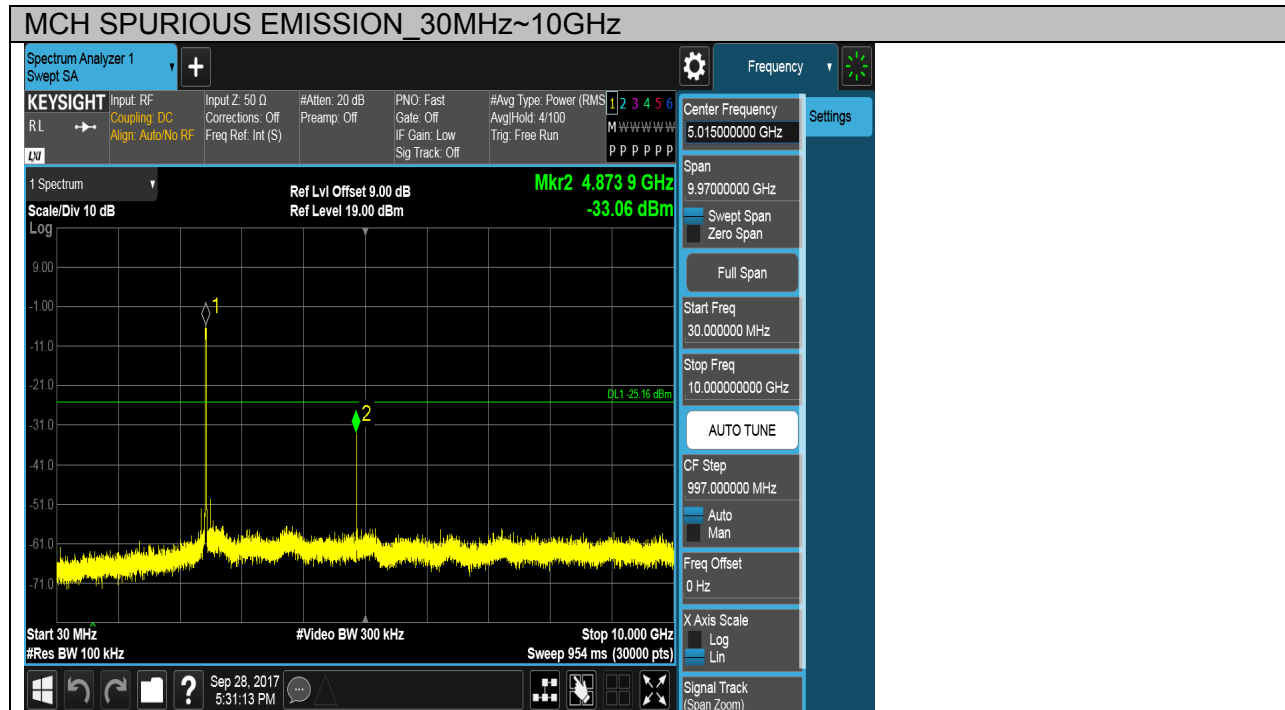 MCH SPURIOUS EMISSION_30MHz~10GHz
Spectrum Analyzer 1
Swept SA
Frequency
KEYSIGHT
RL
LXI
Input: RF
Coupling: DC
Align: Auto/No RF
Input Z: 50 Ω
Corrections: Off
Freq Ref: Int (S)
#Atten: 20 dB
Preamp: Off
PNO: Fast
Gate: Off
IF Gain: Low
Sig Track: Off
#Avg Type: Power (RMS
Avg|Hold: 4/100
Trig: Free Run
1 2 3 4 5 6
M W W W W W
P P P P P P
Settings
Center Frequency
5.015000000 GHz
Span
9.97000000 GHz
Swept Span
Zero Span
Full Span
Start Freq
30.000000 MHz
Stop Freq
10.000000000 GHz
AUTO TUNE
CF Step
997.000000 MHz
Auto
Man
Freq Offset
0 Hz
X Axis Scale
Log
Lin
Signal Track
(Span Zoom)
1 Spectrum
Scale/Div 10 dB
Log
Ref Lvl Offset 9.00 dB
Ref Level 19.00 dBm
Mkr2 4.873 9 GHz
-33.06 dBm
9.00
-1.00
-11.0
-21.0
-31.0
-41.0
-51.0
-61.0
-71.0
1
DL1 -25.16 dBm
2
Start 30 MHz
#Res BW 100 kHz
#Video BW 300 kHz
Stop 10.000 GHz
Sweep 954 ms (30000 pts)
Sep 28, 2017
5:31:13 PM